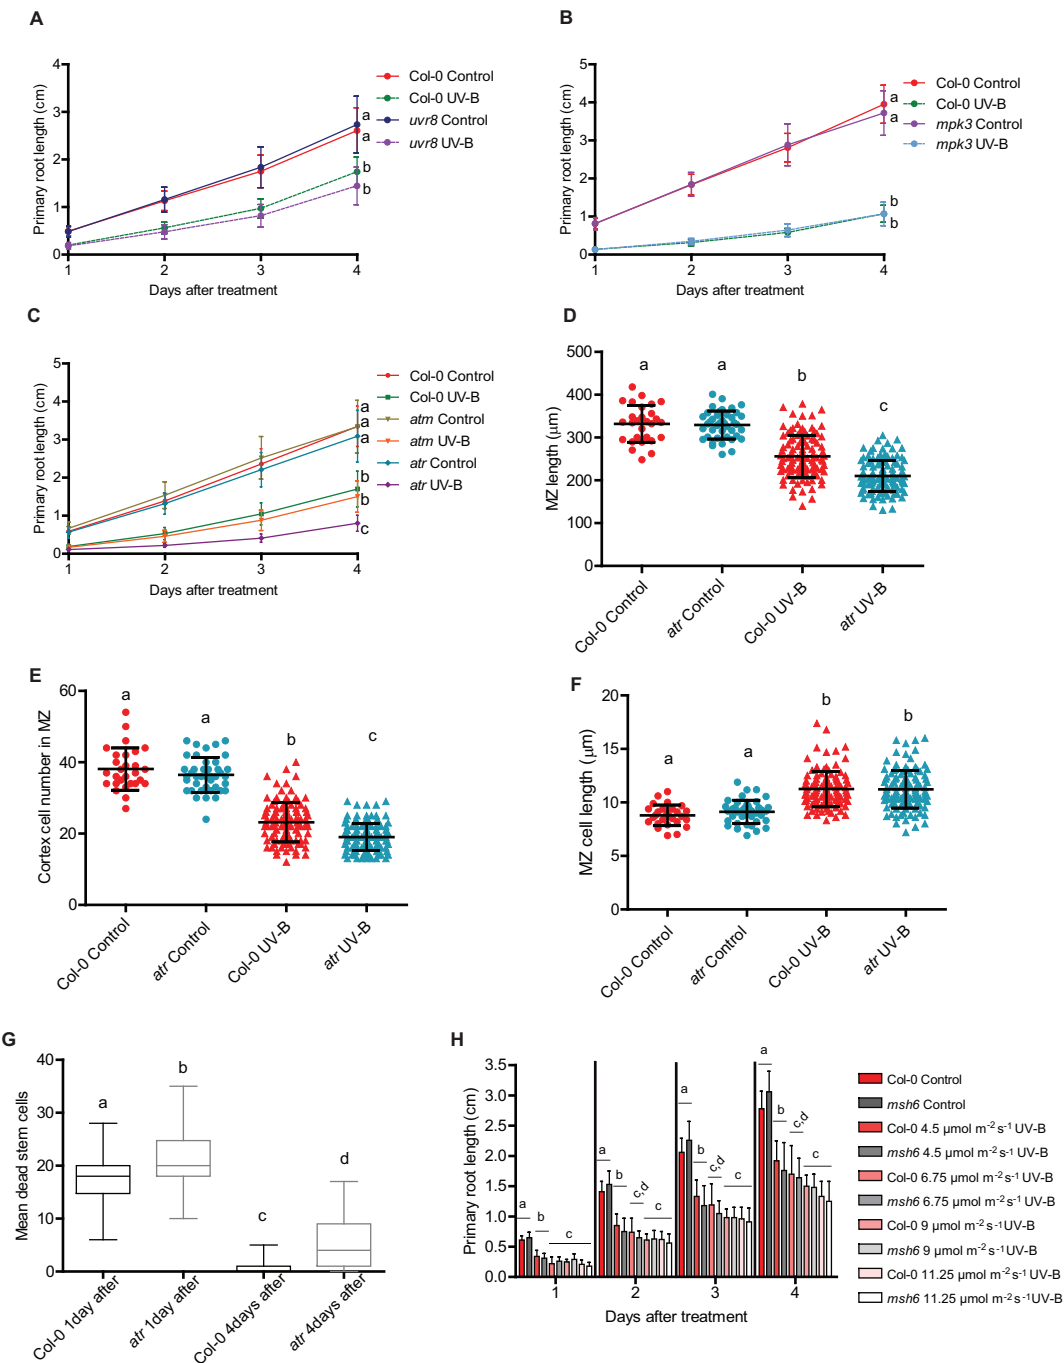 A
Primary root length (cm)
4
3
2
1
0
1 2 3 4
Days after treatment
a
a
b
b
Col-0 Control
Col-0 UV-B
uvr8 Control
uvr8 UV-B
B
Primary root length (cm)
5
4
3
2
1
0
1 2 3 4
Days after treatment
a
a
b
b
Col-0 Control
Col-0 UV-B
mpk3 Control
mpk3 UV-B
C
Primary root length (cm)
5
4
3
2
1
0
1 2 3 4
Days after treatment
a
a
a
b
b
c
Col-0 Control
Col-0 UV-B
atm Control
atm UV-B
atr Control
atr UV-B
D
MZ length (µm)
500
400
300
200
100
0
a a b c
Col-0 Control
atr Control
Col-0 UV-B
atr UV-B
E
Cortex cell number in MZ
60
40
20
0
a a b c
Col-0 Control
atr Control
Col-0 UV-B
atr UV-B
F
MZ cell length (µm)
20
15
10
5
0
a a b b
Col-0 Control
atr Control
Col-0 UV-B
atr UV-B
G
Mean dead stem cells
40
30
20
10
0
a b c d
Col-0 1day after
atr 1day after
Col-0 4days after
atr 4days after
H
Primary root length (cm)
3.5
3.0
2.5
2.0
1.5
1.0
0.5
0.0
a b c
a b c,d c
a b c,d c
a b c,d c
1 2 3 4
Days after treatment
Col-0 Control
msh6 Control
Col-0 4.5 µmol m-2 s-1 UV-B
msh6 4.5 µmol m-2 s-1 UV-B
Col-0 6.75 µmol m-2 s-1 UV-B
msh6 6.75 µmol m-2 s-1 UV-B
Col-0 9 µmol m-2 s-1UV-B
msh6 9 µmol m-2 s-1UV-B
Col-0 11.25 µmol m-2 s-1UV-B
msh6 11.25 µmol m-2 s-1UV-B